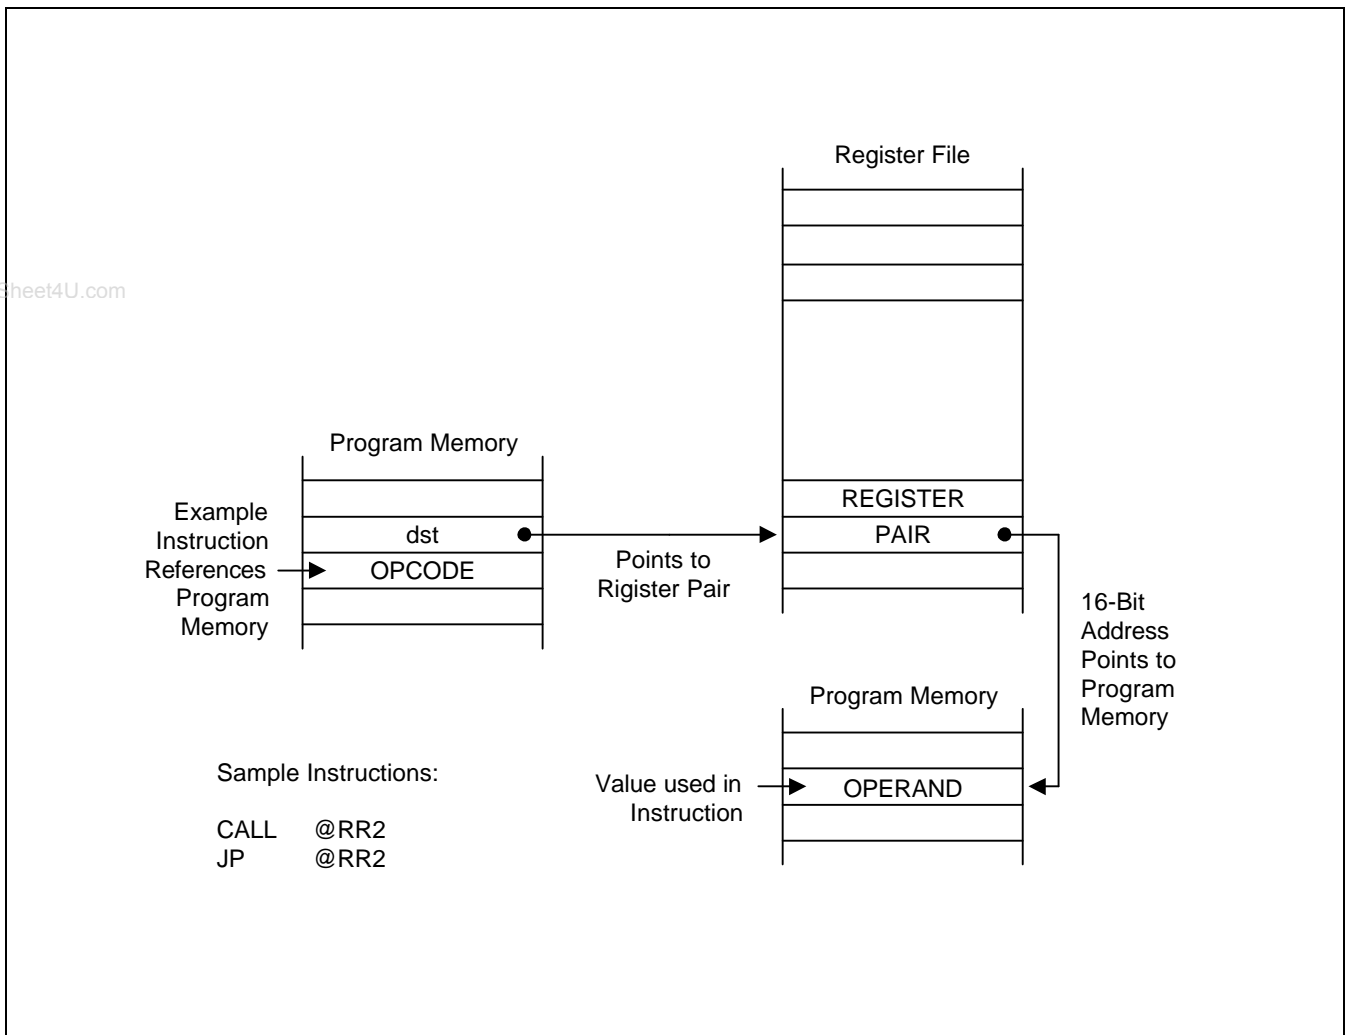 Register File
Sheet4U.com
Program Memory
REGISTER
Example
Instruction
References
Program
Memory
dst
PAIR
OPCODE
Points to
Rigister Pair
16-Bit
Address
Points to
Program
Memory
Program Memory
Sample Instructions:
Value used in
Instruction
OPERAND
CALL @RR2
JP @RR2